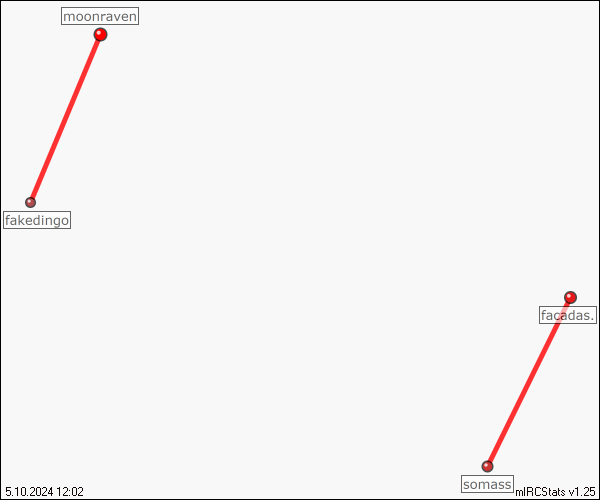 moonraven
fakedingo
facadas.
somass
5.10.2024 12:02
mIRCStats v1.25